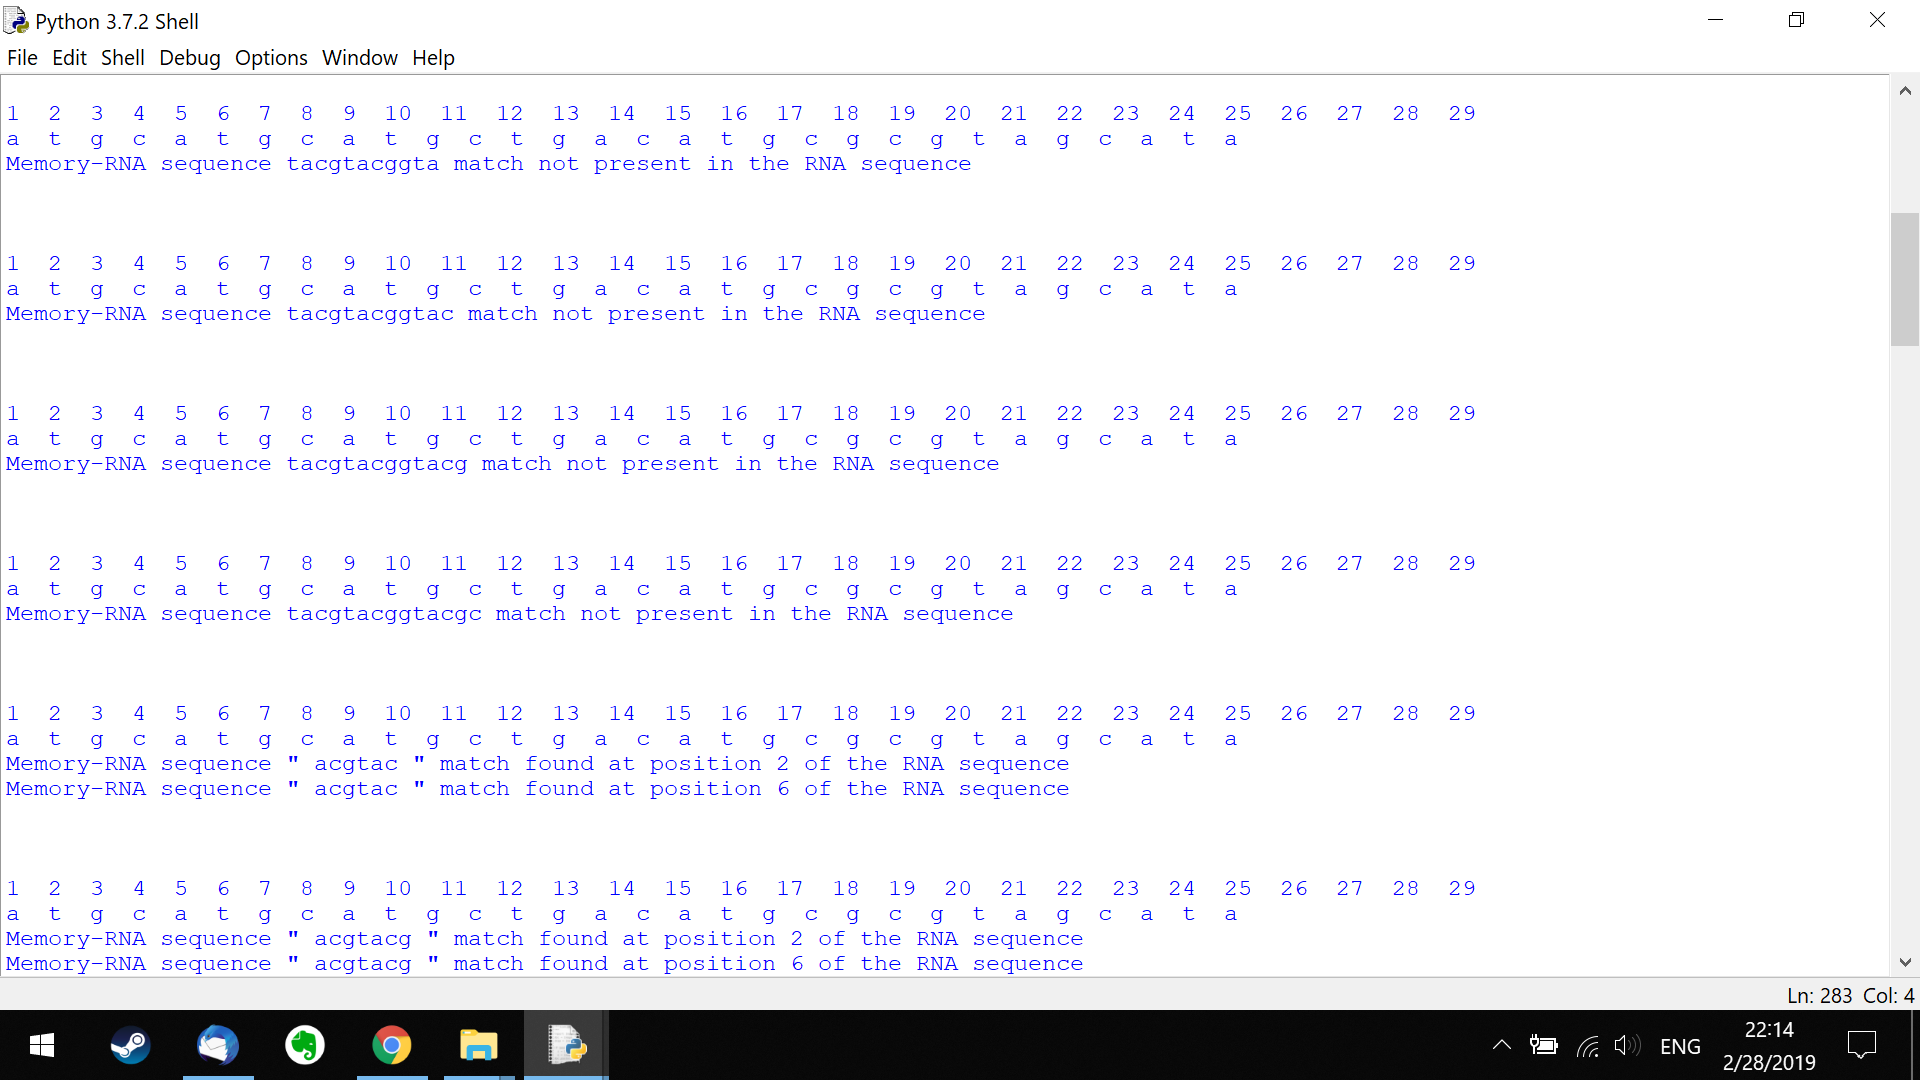 Python 3.7.2 Shell
File Edit Shell Debug Options Window Help
1 2 3 4 5 6 7 8 9 10 11 12 13 14 15 16 17 18 19 20 21 22 23 24 25 26 27 28 29
a t g c a t g c a t g c t g a c a t g c g c g t a g c a t a
Memory-RNA sequence tacgtacggta match not present in the RNA sequence
1 2 3 4 5 6 7 8 9 10 11 12 13 14 15 16 17 18 19 20 21 22 23 24 25 26 27 28 29
a t g c a t g c a t g c t g a c a t g c g c g t a g c a t a
Memory-RNA sequence tacgtacggtac match not present in the RNA sequence
1 2 3 4 5 6 7 8 9 10 11 12 13 14 15 16 17 18 19 20 21 22 23 24 25 26 27 28 29
a t g c a t g c a t g c t g a c a t g c g c g t a g c a t a
Memory-RNA sequence tacgtacggtacg match not present in the RNA sequence
1 2 3 4 5 6 7 8 9 10 11 12 13 14 15 16 17 18 19 20 21 22 23 24 25 26 27 28 29
a t g c a t g c a t g c t g a c a t g c g c g t a g c a t a
Memory-RNA sequence tacgtacggtacgc match not present in the RNA sequence
1 2 3 4 5 6 7 8 9 10 11 12 13 14 15 16 17 18 19 20 21 22 23 24 25 26 27 28 29
a t g c a t g c a t g c t g a c a t g c g c g t a g c a t a
Memory-RNA sequence " acgtac " match found at position 2 of the RNA sequence
Memory-RNA sequence " acgtac " match found at position 6 of the RNA sequence
1 2 3 4 5 6 7 8 9 10 11 12 13 14 15 16 17 18 19 20 21 22 23 24 25 26 27 28 29
a t g c a t g c a t g c t g a c a t g c g c g t a g c a t a
Memory-RNA sequence " acgtacg " match found at position 2 of the RNA sequence
Memory-RNA sequence " acgtacg " match found at position 6 of the RNA sequence
Ln: 283 Col: 4
ENG
22:14
2/28/2019